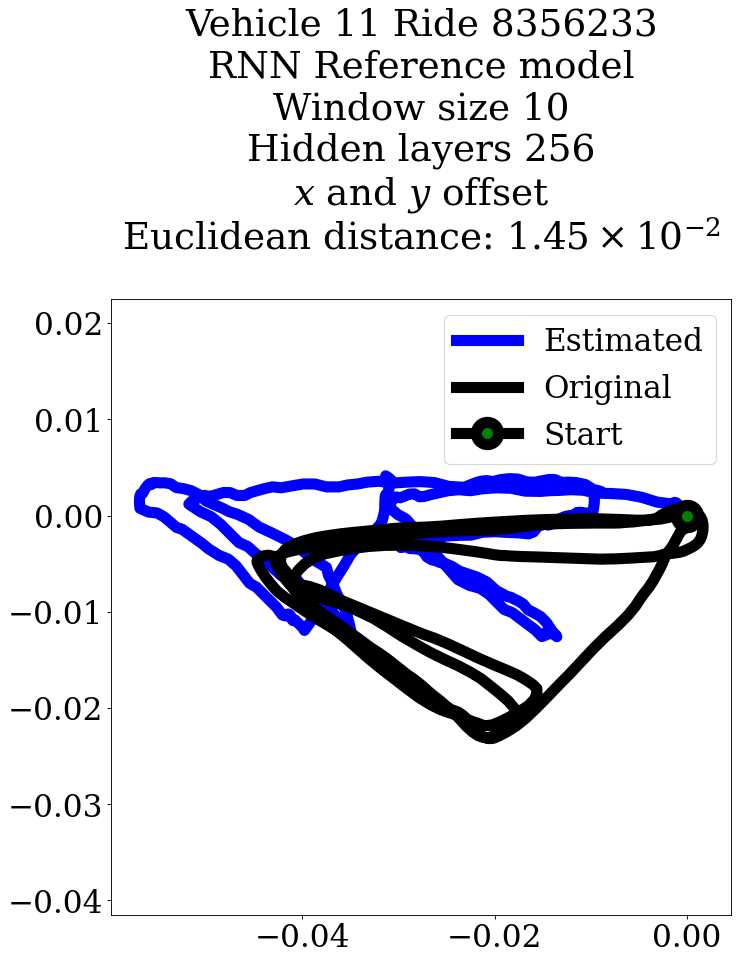 Vehicle 11 Ride 8356233
RNN Reference model
Window size 10
Hidden layers 256
x and y offset
Euclidean distance: 1.45 × 10⁻²
Estimated
Original
Start
0.02
0.01
0.00
−0.01
−0.02
−0.03
−0.04
−0.04 −0.02 0.00